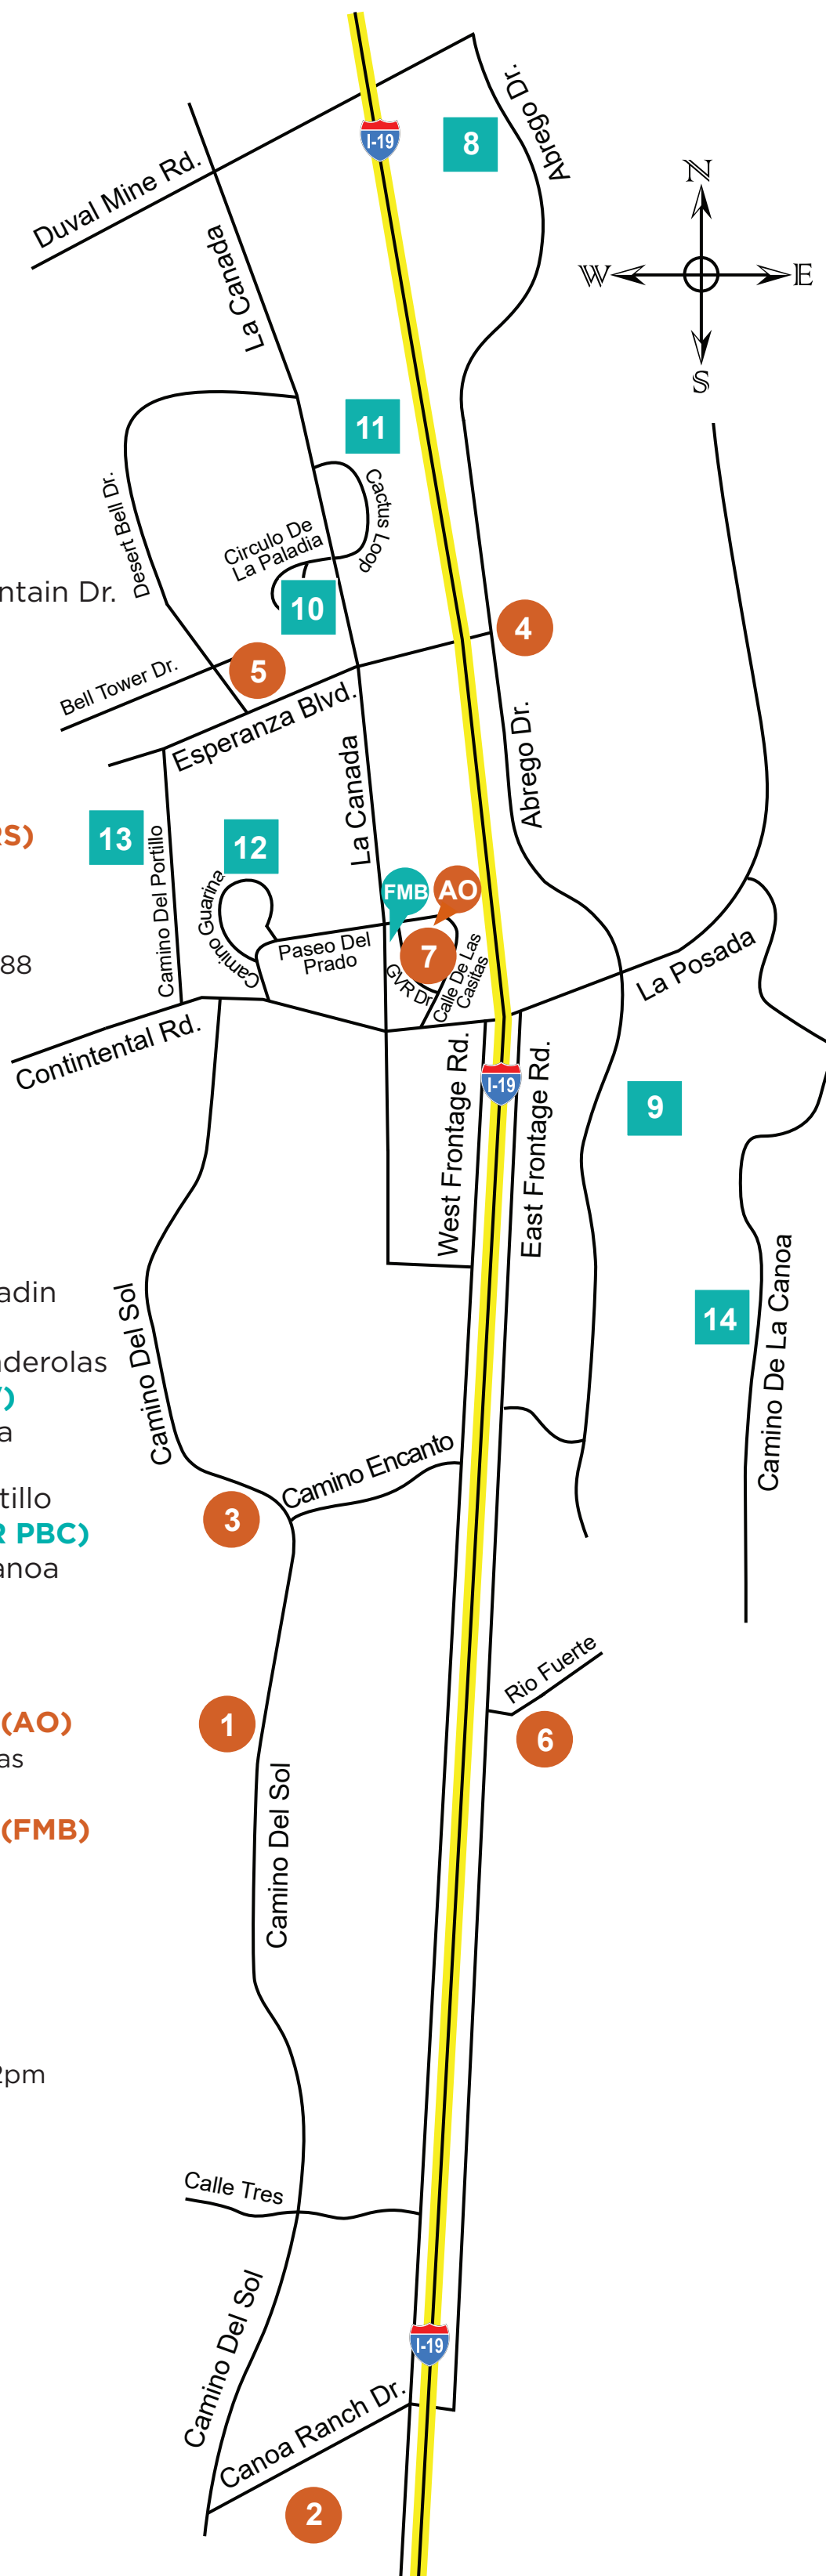 I-19
8
Abrego Dr.
N
Duval Mine Rd.
W
E
La Canada
S
11
Desert Bell Dr.
Cactus Loop
Circulo De
La Paladia
ntain Dr.
10
4
5
Bell Tower Dr.
Esperanza Blvd.
Abrego Dr.
La Canada
RS)
13
12
Camino Del Portillo
FMB
AO
Camino Guarina
Paseo Del
Prado
7
GVR Dr
Calle De Las
Casitas
88
La Posada
Contintental Rd.
I-19
West Frontage Rd.
East Frontage Rd.
9
adin
14
Camino De La Canoa
Camino Del Sol
derolas
)
a
Camino Encanto
tillo
3
R PBC)
anoa
Rio Fuerte
(AO)
1
6
as
Camino Del Sol
(FMB)
2pm
Calle Tres
Camino Del Sol
I-19
Canoa Ranch Dr.
2